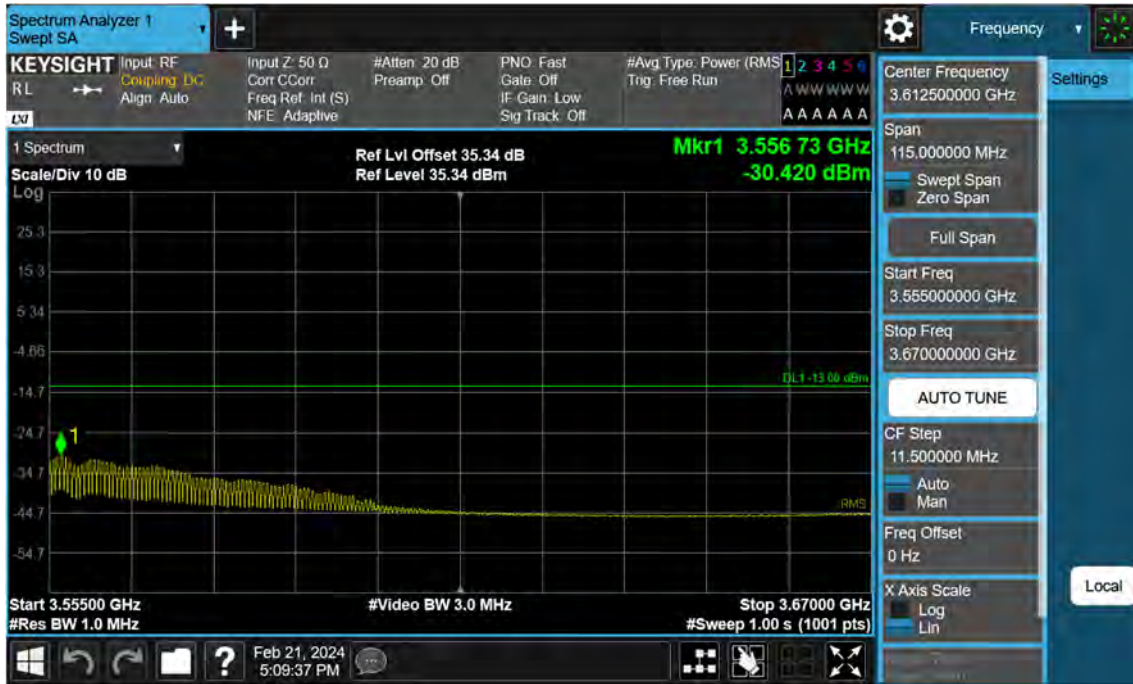 Spectrum Analyzer 1
Swept SA
Frequency
KEYSIGHT
RL
LXI
Input: RF
Coupling: DC
Align: Auto
Input Z: 50 Ω
Corr CCorr
Freq Ref: Int (S)
NFE: Adaptive
#Atten: 20 dB
Preamp: Off
PNO: Fast
Gate: Off
IF Gain: Low
Sig Track: Off
#Avg Type: Power (RMS
Trig: Free Run
1 2 3 4 5 6
A W W W W W
A A A A A A
1 Spectrum
Scale/Div 10 dB
Ref Lvl Offset 35.34 dB
Ref Level 35.34 dBm
Mkr1 3.556 73 GHz
-30.420 dBm
Log
25.3
15.3
5.34
-4.66
-14.7
-24.7
-34.7
-44.7
-54.7
DL1 -13.00 dBm
1
RMS
Start 3.55500 GHz
#Res BW 1.0 MHz
#Video BW 3.0 MHz
Stop 3.67000 GHz
#Sweep 1.00 s (1001 pts)
Center Frequency
3.612500000 GHz
Settings
Span
115.000000 MHz
Swept Span
Zero Span
Full Span
Start Freq
3.555000000 GHz
Stop Freq
3.670000000 GHz
AUTO TUNE
CF Step
11.500000 MHz
Auto
Man
Freq Offset
0 Hz
X Axis Scale
Log
Lin
Local
?
Feb 21, 2024
5:09:37 PM